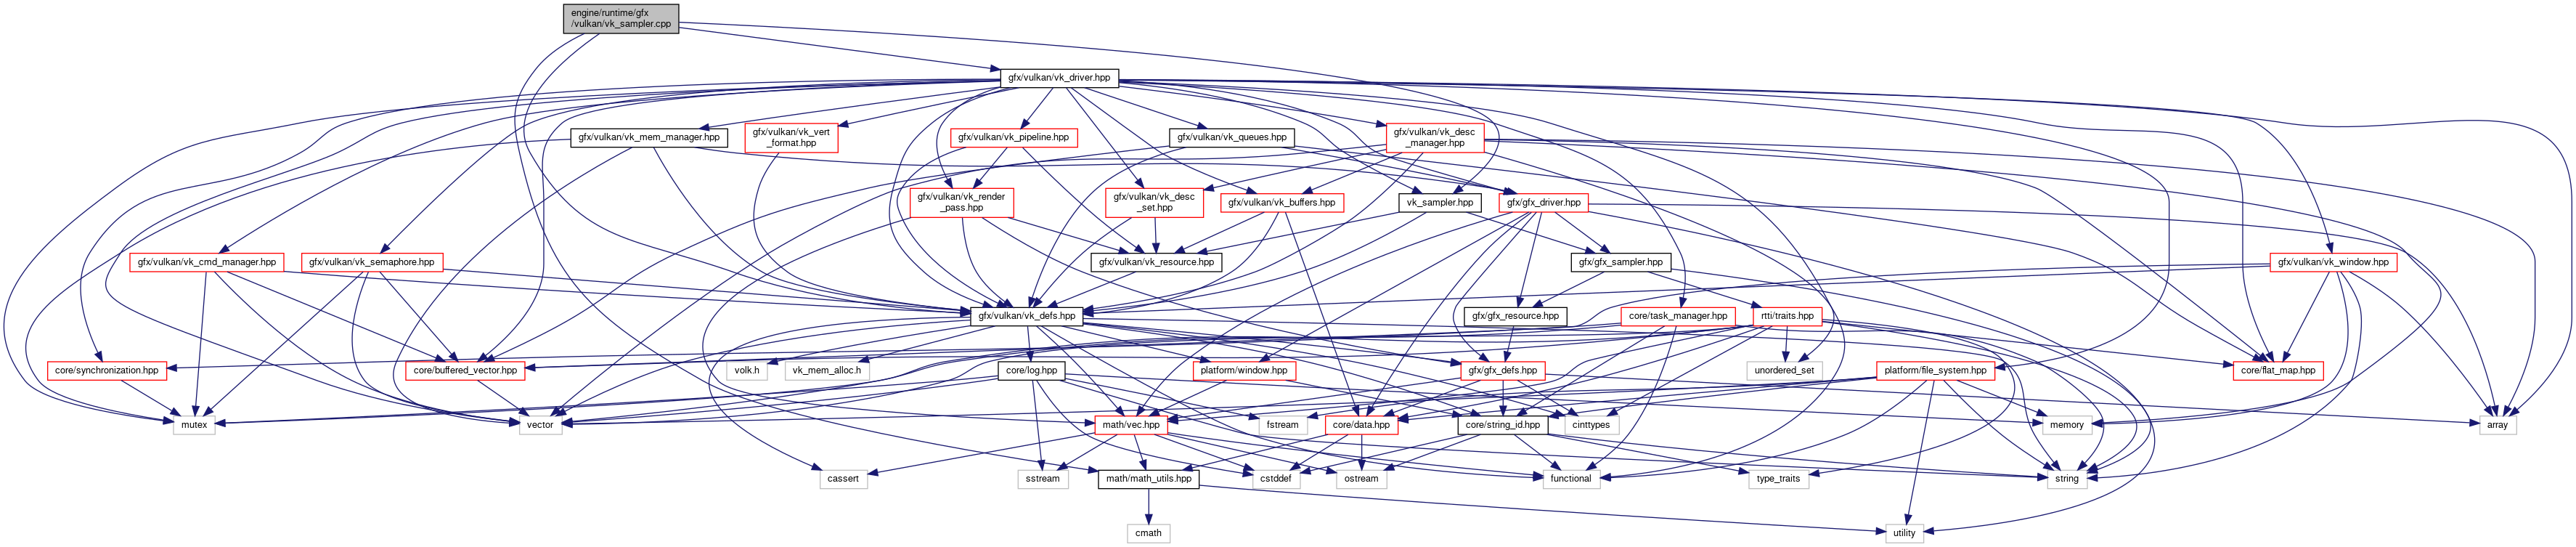 engine/runtime/gfx
/vulkan/vk_sampler.cpp
gfx/vulkan/vk_driver.hpp
gfx/vulkan/vk_mem_manager.hpp
gfx/vulkan/vk_vert
_format.hpp
gfx/vulkan/vk_pipeline.hpp
gfx/vulkan/vk_queues.hpp
gfx/vulkan/vk_desc
_manager.hpp
gfx/vulkan/vk_render
_pass.hpp
gfx/vulkan/vk_desc
_set.hpp
gfx/vulkan/vk_buffers.hpp
vk_sampler.hpp
gfx/gfx_driver.hpp
gfx/vulkan/vk_cmd_manager.hpp
gfx/vulkan/vk_semaphore.hpp
gfx/vulkan/vk_resource.hpp
gfx/gfx_sampler.hpp
gfx/vulkan/vk_window.hpp
gfx/vulkan/vk_defs.hpp
gfx/gfx_resource.hpp
core/task_manager.hpp
rtti/traits.hpp
core/synchronization.hpp
core/buffered_vector.hpp
volk.h
vk_mem_alloc.h
core/log.hpp
platform/window.hpp
gfx/gfx_defs.hpp
unordered_set
platform/file_system.hpp
core/flat_map.hpp
mutex
vector
fstream
math/vec.hpp
core/data.hpp
core/string_id.hpp
cinttypes
memory
array
cassert
sstream
math/math_utils.hpp
cstddef
ostream
functional
type_traits
string
cmath
utility